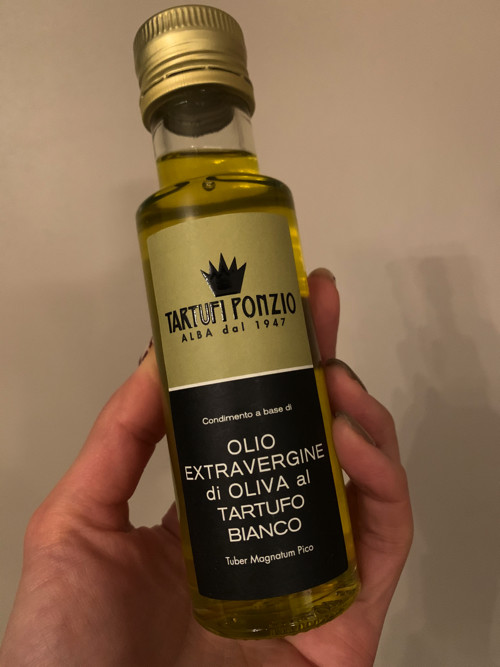 TARTUFI PONZIO
ALBA dal 1947
Condimento a base di
OLIO
EXTRAVERGINE
di OLIVA al
TARTUFO
BIANCO
Tuber Magnatum Pico